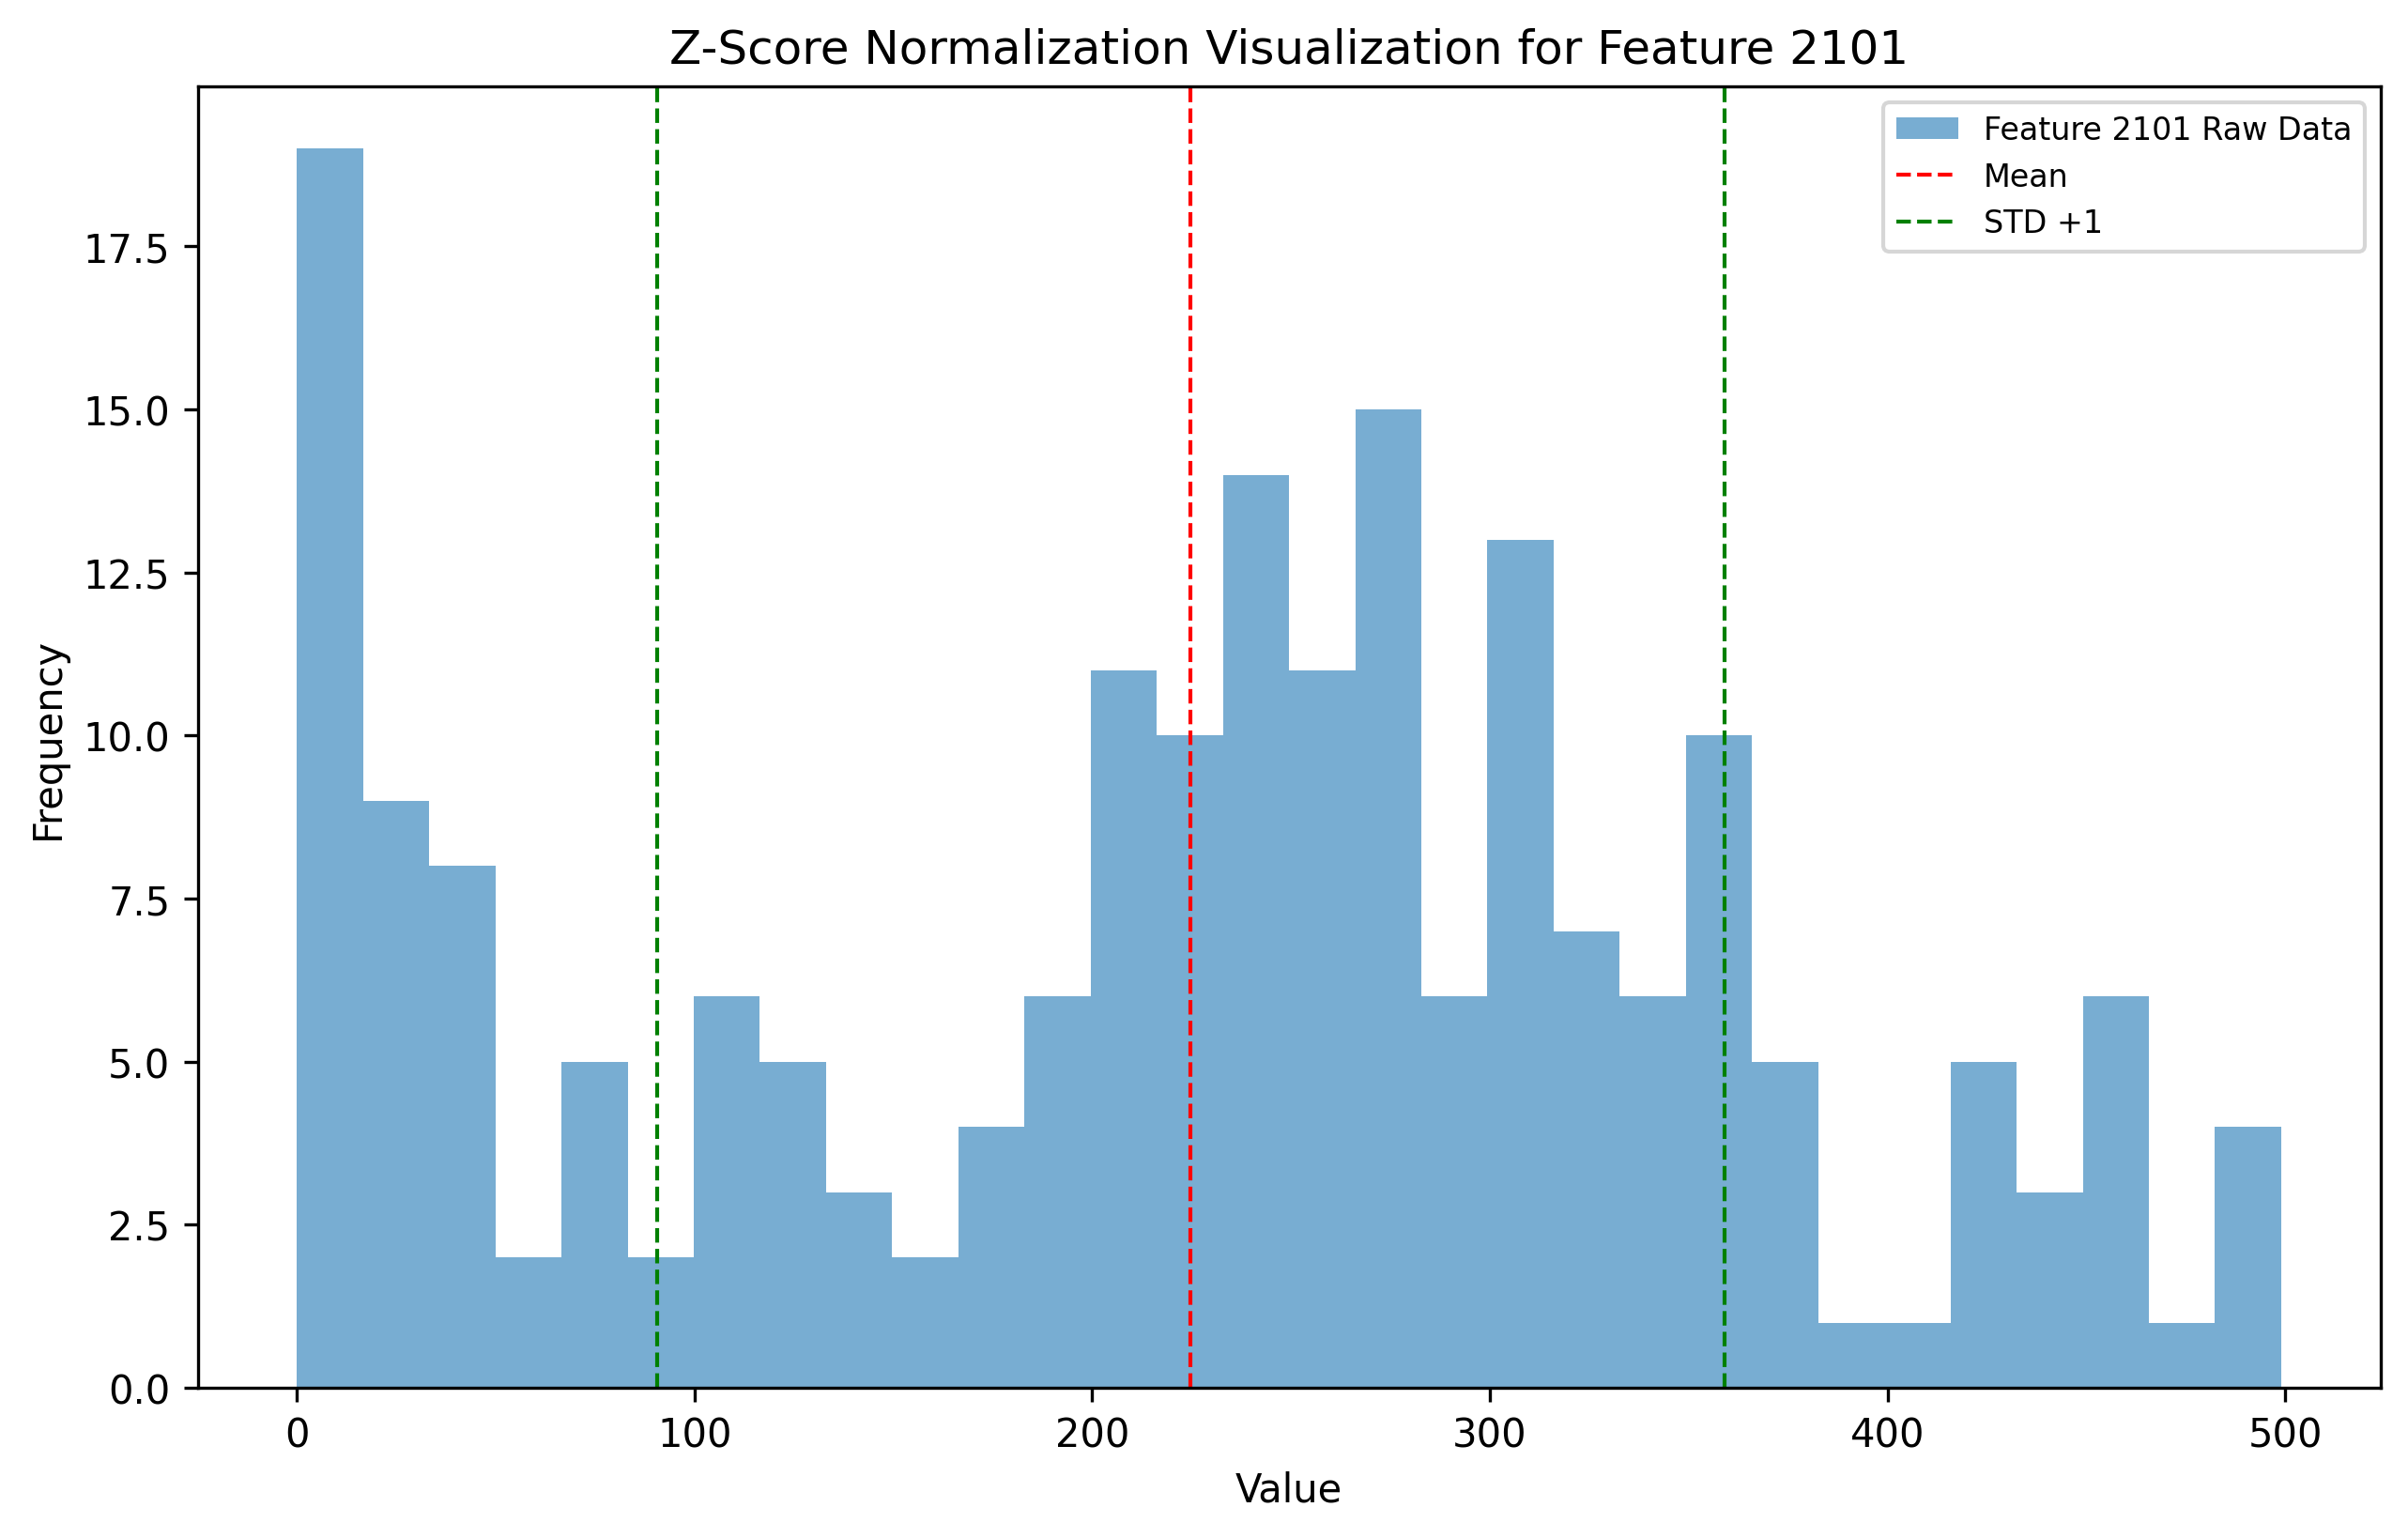 Z-Score Normalization Visualization for Feature 2101
Feature 2101 Raw Data
Mean
STD +1
17.5
15.0
12.5
10.0
7.5
5.0
2.5
0.0
Frequency
0 100 200 300 400 500
Value